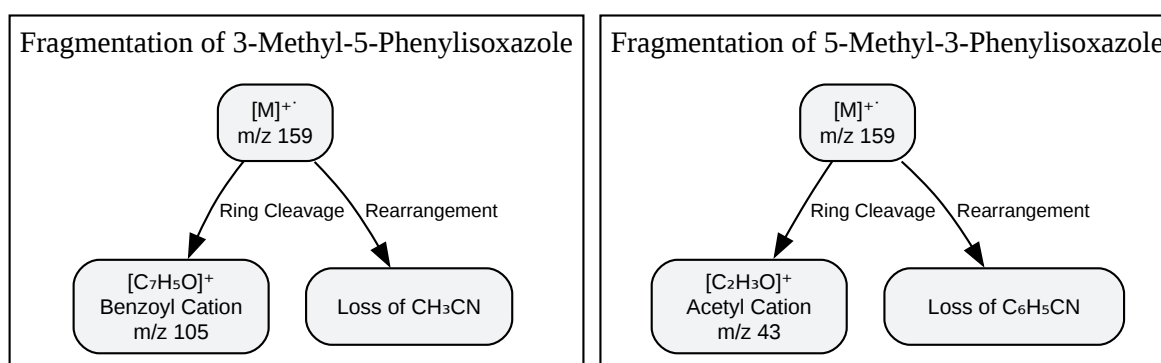 Fragmentation of 3-Methyl-5-Phenylisoxazole
[M]⁺˙
m/z 159
Ring Cleavage
Rearrangement
[C₇H₅O]⁺
Benzoyl Cation
m/z 105
Loss of CH₃CN
Fragmentation of 5-Methyl-3-Phenylisoxazole
[M]⁺˙
m/z 159
Ring Cleavage
Rearrangement
[C₂H₃O]⁺
Acetyl Cation
m/z 43
Loss of C₆H₅CN